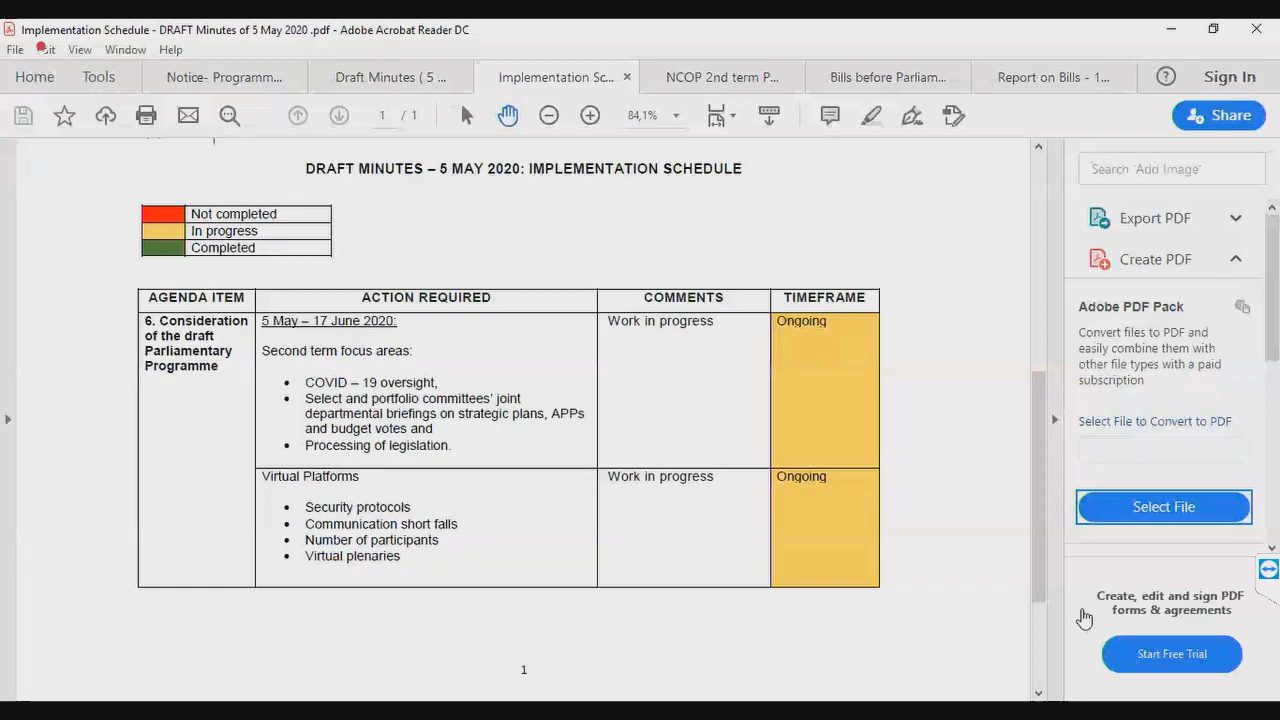 Implementation Schedule - DRAFT Minutes of 5 May 2020 .pdf - Adobe Acrobat Reader DC
File Edit View Window Help
Home Tools Notice- Programm... Draft Minutes ( 5 ... Implementation Sc... × NCOP 2nd term P... Bills before Parliam... Report on Bills - 1... Sign In
1 / 1 84,1% Share
DRAFT MINUTES – 5 MAY 2020: IMPLEMENTATION SCHEDULE
Not completed
In progress
Completed
AGENDA ITEM ACTION REQUIRED COMMENTS TIMEFRAME
6. Consideration of the draft Parliamentary Programme
5 May – 17 June 2020:
Second term focus areas:
• COVID – 19 oversight,
• Select and portfolio committees' joint
departmental briefings on strategic plans, APPs
and budget votes and
• Processing of legislation.
Work in progress
Ongoing
Virtual Platforms
• Security protocols
• Communication short falls
• Number of participants
• Virtual plenaries
Work in progress
Ongoing
1
Search 'Add Image'
Export PDF
Create PDF
Adobe PDF Pack
Convert files to PDF and
easily combine them with
other file types with a paid
subscription
Select File to Convert to PDF
Select File
Create, edit and sign PDF
forms & agreements
Start Free Trial